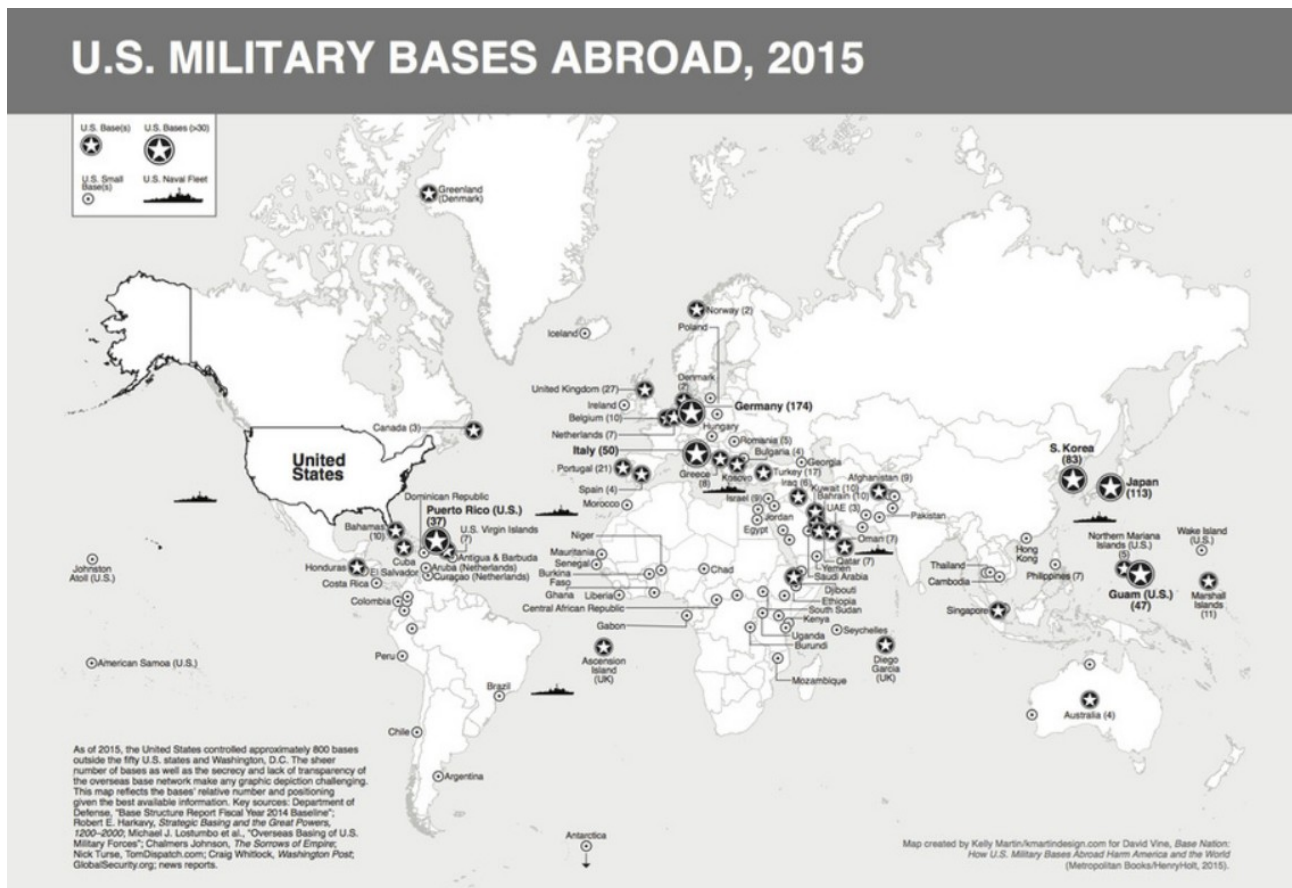 U.S. MILITARY BASES ABROAD, 2015
U.S. Base(s)
U.S. Bases (>30)
U.S. Small
Base(s)
U.S. Naval Fleet
Greenland
(Denmark)
Norway (2)
Poland
Iceland
Denmark
United Kingdom (27)
Ireland
Germany (174)
Belgium (10)
Canada (3)
Netherlands (7)
Hungary
Romania (5)
Italy (50)
Bulgaria (4)
S. Korea
(83)
United
States
Georgia
Portugal (21)
Greece
(8)
Kosovo
Turkey (17)
Afghanistan (9)
Iraq (6)
Kuwait (10)
Japan
(113)
Spain (4)
Israel (9)
Bahrain (10)
Dominican Republic
Morocco
UAE (3)
Puerto Rico (U.S.)
(37)
Jordan
Pakistan
Bahamas
(10)
U.S. Virgin Islands
(7)
Niger
Egypt
Oman (7)
Northern Mariana
Islands (U.S.)
(5)
Wake Island
(U.S.)
Cuba
Antigua & Barbuda
Mauritania
Qatar (7)
Hong
Kong
Johnston
Atoll (U.S.)
Honduras
El Salvador
Aruba (Netherlands)
Senegal
Chad
Yemen
Thailand
Curaçao (Netherlands)
Burkina
Faso
Saudi Arabia
Cambodia
Philippines (7)
Costa Rica
Djibouti
Guam (U.S.)
(47)
Marshall
Islands
(11)
Colombia
Ghana
Liberia
Ethiopia
Central African Republic
South Sudan
Singapore
Kenya
Gabon
Uganda
Seychelles
Burundi
American Samoa (U.S.)
Peru
Ascension
Island
(UK)
Diego
Garcia
(UK)
Mozambique
Brazil
Australia (4)
Chile
Argentina
Antarctica
As of 2015, the United States controlled approximately 800 bases
outside the fifty U.S. states and Washington, D.C. The sheer
number of bases as well as the secrecy and lack of transparency of
the overseas base network make any graphic depiction challenging.
This map reflects the bases' relative number and positioning
given the best available information. Key sources: Department of
Defense, "Base Structure Report Fiscal Year 2014 Baseline";
Robert E. Harkavy, Strategic Basing and the Great Powers,
1200–2000; Michael J. Lostumbo et al., "Overseas Basing of U.S.
Military Forces"; Chalmers Johnson, The Sorrows of Empire;
Nick Turse, TomDispatch.com; Craig Whitlock, Washington Post;
GlobalSecurity.org; news reports.
Map created by Kelly Martin/kmartindesign.com for David Vine, Base Nation:
How U.S. Military Bases Abroad Harm America and the World
(Metropolitan Books/HenryHolt, 2015).